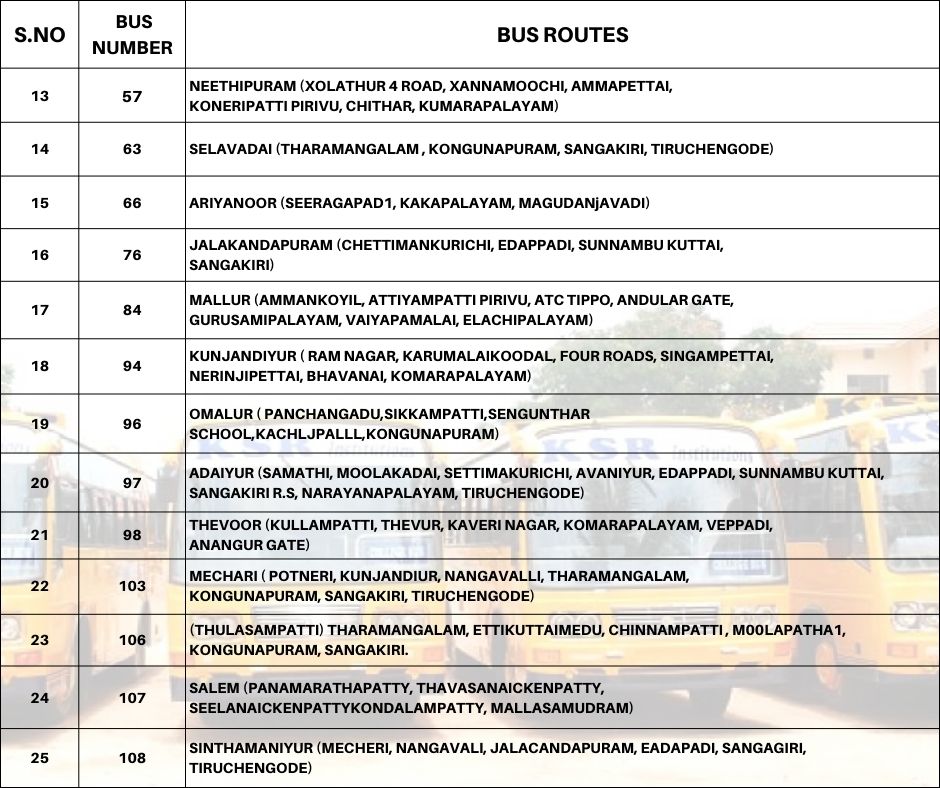 S.NO
BUS
NUMBER
BUS ROUTES
13
57
NEETHIPURAM (XOLATHUR 4 ROAD, XANNAMOOCHI, AMMAPETTAI,
KONERIPATTI PIRIVU, CHITHAR, KUMARAPALAYAM)
14
63
SELAVADAI (THARAMANGALAM , KONGUNAPURAM, SANGAKIRI, TIRUCHENGODE)
15
66
ARIYANOOR (SEERAGAPAD1, KAKAPALAYAM, MAGUDANjAVADI)
16
76
JALAKANDAPURAM (CHETTIMANKURICHI, EDAPPADI, SUNNAMBU KUTTAI,
SANGAKIRI)
17
84
MALLUR (AMMANKOYIL, ATTIYAMPATTI PIRIVU, ATC TIPPO, ANDULAR GATE,
GURUSAMIPALAYAM, VAIYAPAMALAI, ELACHIPALAYAM)
18
94
KUNJANDIYUR ( RAM NAGAR, KARUMALAIKOODAL, FOUR ROADS, SINGAMPETTAI,
NERINJIPETTAI, BHAVANAI, KOMARAPALAYAM)
19
96
OMALUR ( PANCHANGADU,SIKKAMPATTI,SENGUNTHAR
SCHOOL,KACHLJPALLL,KONGUNAPURAM)
KSR Institutions
20
97
ADAIYUR (SAMATHI, MOOLAKADAI, SETTIMAKURICHI, AVANIYUR, EDAPPADI, SUNNAMBU KUTTAI,
SANGAKIRI R.S, NARAYANAPALAYAM, TIRUCHENGODE)
21
98
THEVOOR (KULLAMPATTI, THEVUR, KAVERI NAGAR, KOMARAPALAYAM, VEPPADI,
ANANGUR GATE)
COLLEGE BUS
22
103
MECHARI ( POTNERI, KUNJANDIUR, NANGAVALLI, THARAMANGALAM,
KONGUNAPURAM, SANGAKIRI, TIRUCHENGODE)
23
106
(THULASAMPATTI) THARAMANGALAM, ETTIKUTTAIMEDU, CHINNAMPATTI , M00LAPATHA1,
KONGUNAPURAM, SANGAKIRI.
24
107
SALEM (PANAMARATHAPATTY, THAVASANAICKENPATTY,
SEELANAICKENPATTYKONDALAMPATTY, MALLASAMUDRAM)
25
108
SINTHAMANIYUR (MECHERI, NANGAVALI, JALACANDAPURAM, EADAPADI, SANGAGIRI,
TIRUCHENGODE)